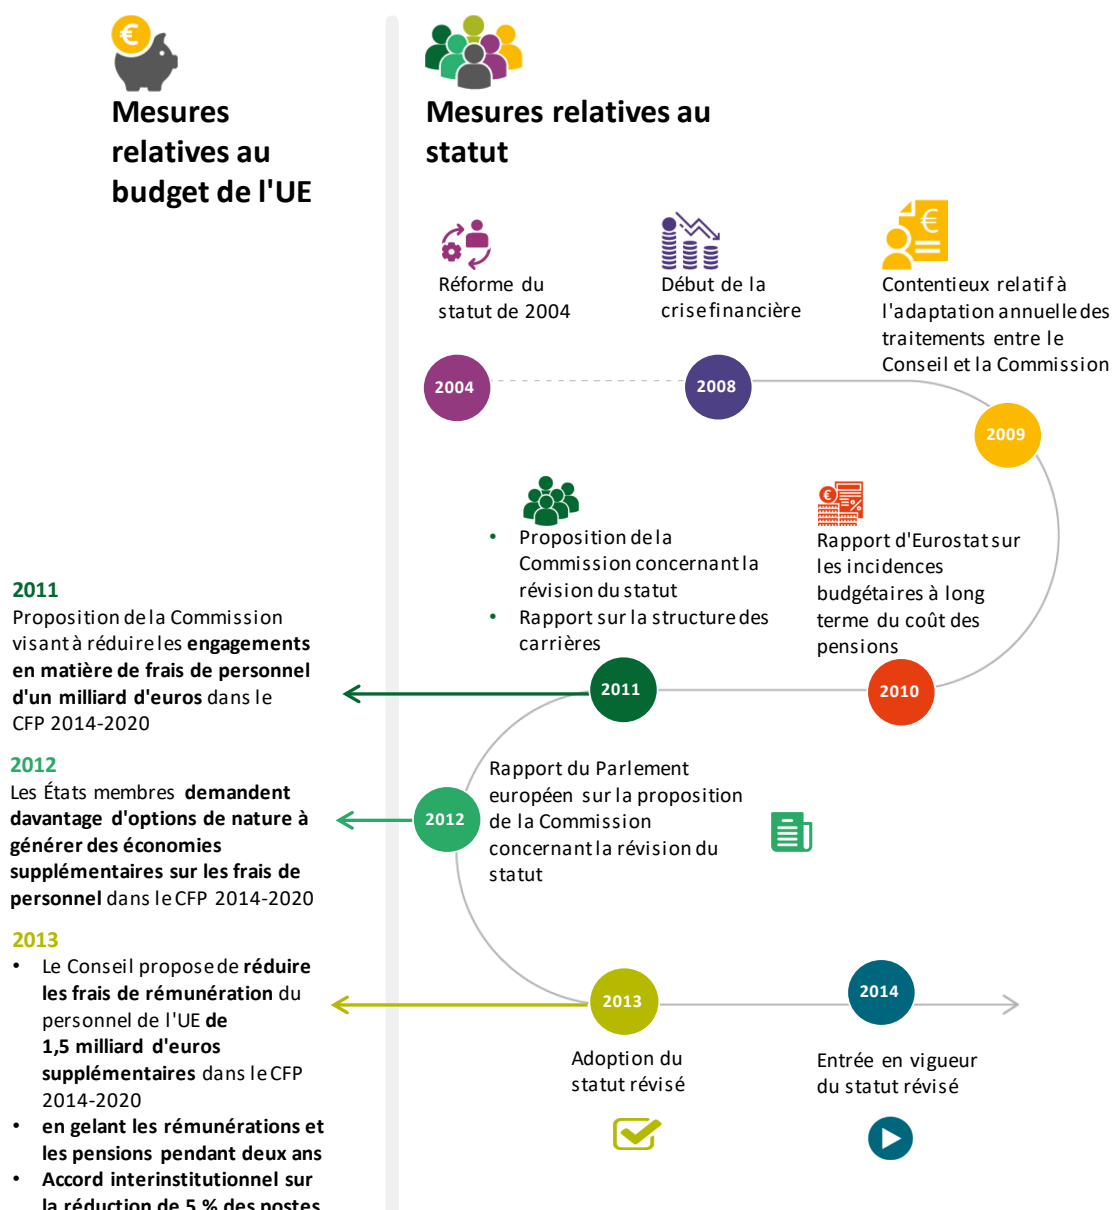 Mesures
relatives au
budget de l'UE
Mesures relatives au
statut
Réforme du
statut de 2004
Début de la
crise financière
Contentieux relatif à
l'adaptation annuelle des
traitements entre le
Conseil et la Commission
2004
2008
2009
• Proposition de la
Commission concernant la
révision du statut
• Rapport sur la structure des
carrières
Rapport d'Eurostat sur
les incidences
budgétaires à long
terme du coût des
pensions
2011
2010
2011
Proposition de la Commission
visant à réduire les engagements
en matière de frais de personnel
d'un milliard d'euros dans le
CFP 2014-2020
2012
Les États membres demandent
davantage d'options de nature à
générer des économies
supplémentaires sur les frais de
personnel dans le CFP 2014-2020
2012
Rapport du Parlement
européen sur la proposition
de la Commission
concernant la révision du
statut
2013
• Le Conseil propose de réduire
les frais de rémunération du
personnel de l'UE de
1,5 milliard d'euros
supplémentaires dans le CFP
2014-2020
• en gelant les rémunérations et
les pensions pendant deux ans
• Accord interinstitutionnel sur
la réduction de 5 % des postes
2013
2014
Adoption du
statut révisé
Entrée en vigueur
du statut révisé